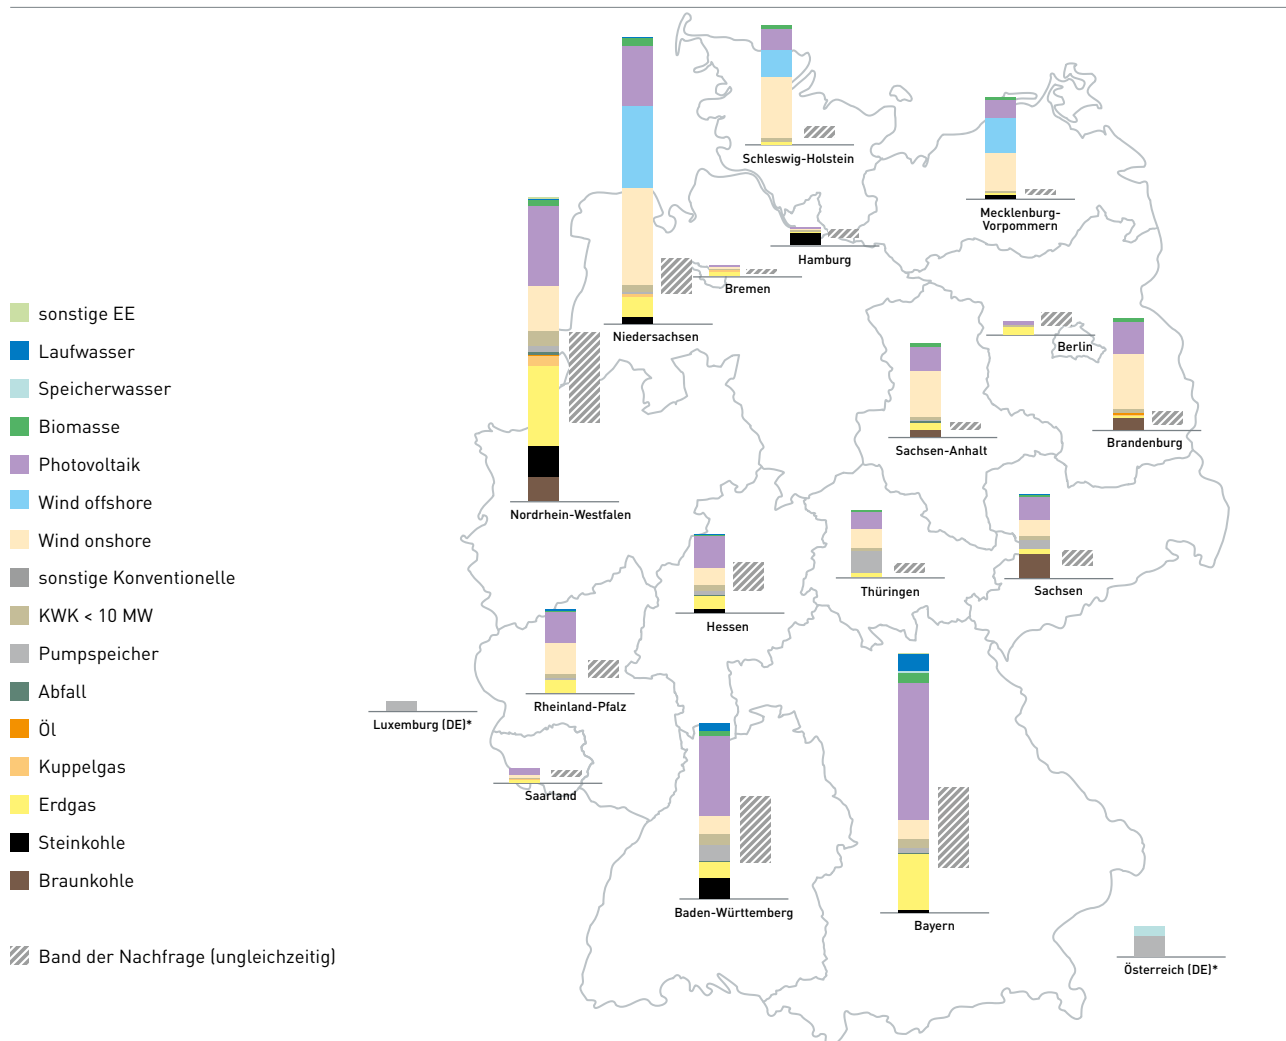 sonstige EE
Laufwasser
Speicherwasser
Biomasse
Photovoltaik
Wind offshore
Wind onshore
sonstige Konventionelle
KWK < 10 MW
Pumpspeicher
Abfall
Öl
Kuppelgas
Erdgas
Steinkohle
Braunkohle
Band der Nachfrage (ungleichzeitig)
Schleswig-Holstein
Mecklenburg-
Vorpommern
Hamburg
Bremen
Niedersachsen
Berlin
Brandenburg
Sachsen-Anhalt
Nordrhein-Westfalen
Thüringen
Sachsen
Hessen
Rheinland-Pfalz
Luxemburg (DE)*
Saarland
Baden-Württemberg
Bayern
Österreich (DE)*